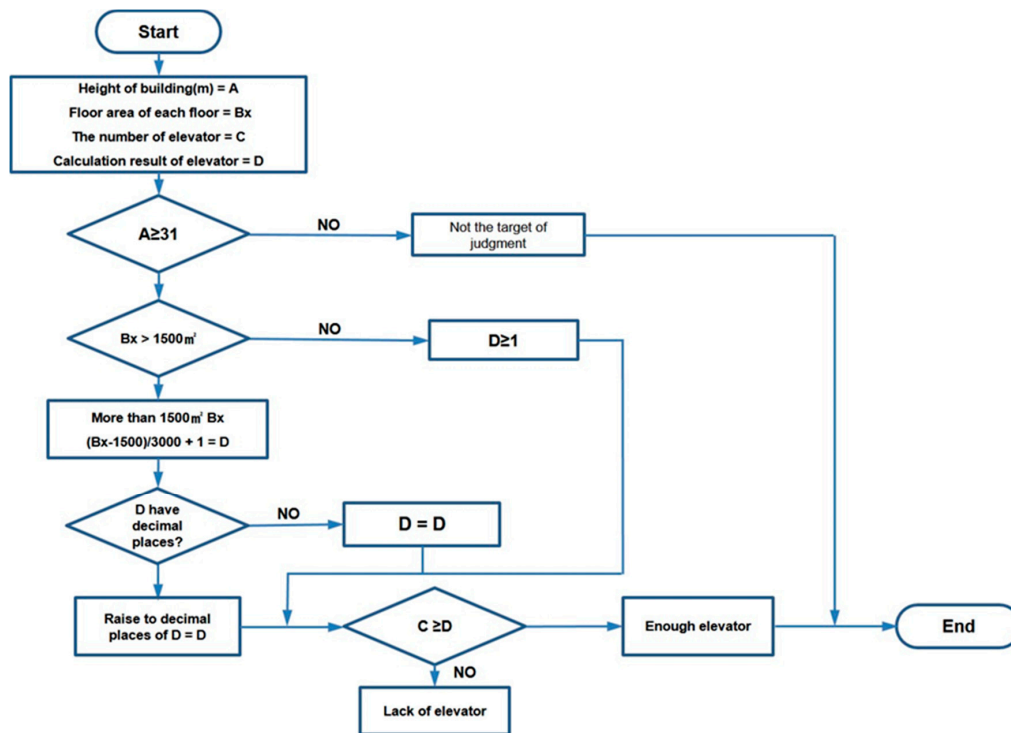 Start
Height of building(m) = A
Floor area of each floor = Bx
The number of elevator = C
Calculation result of elevator = D
A≥31
NO
Not the target of
judgment
Bx > 1500㎡
NO
D≥1
More than 1500㎡ Bx
(Bx-1500)/3000 + 1 = D
D have
decimal
places?
NO
D = D
Raise to decimal
places of D = D
C ≥D
Enough elevator
End
NO
Lack of elevator